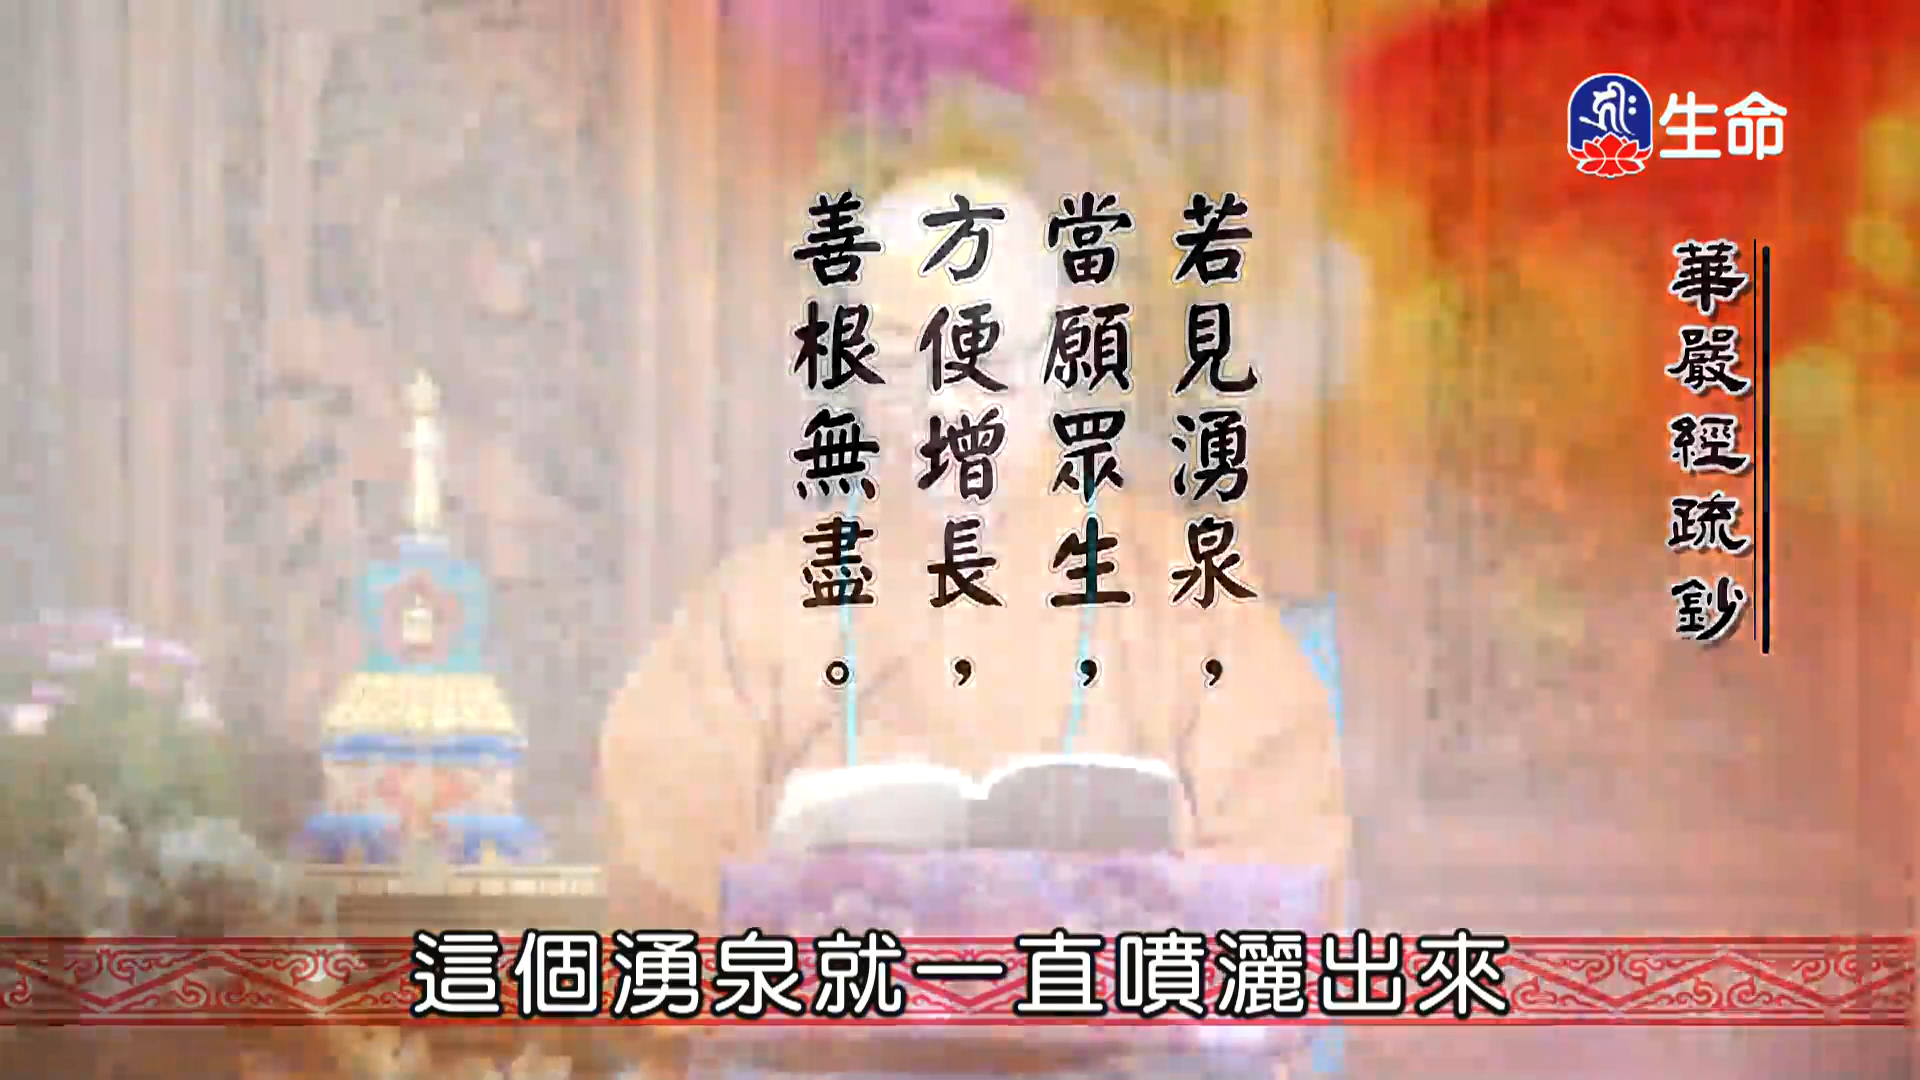 生命
華嚴經疏鈔
若見湧泉，
當願眾生，
方便增長，
善根無盡。
這個湧泉就一直噴灑出來